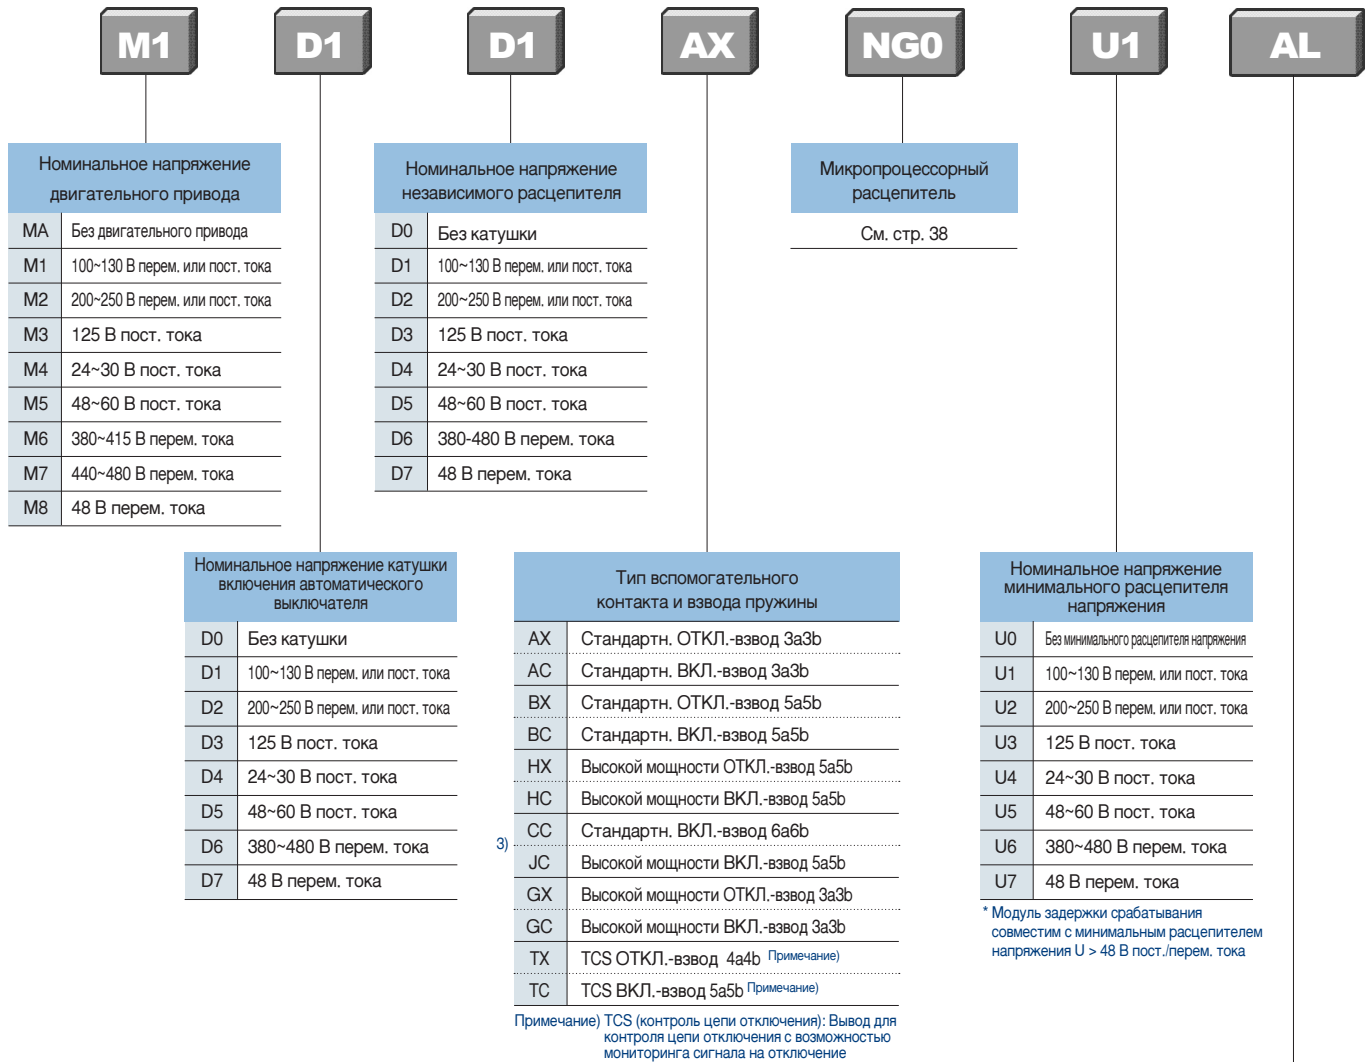 M1 D1 D1 AX NG0 U1 AL
Номинальное напряжение
двигательного привода
MA Без двигательного привода
M1 100~130 В перем. или пост. тока
M2 200~250 В перем. или пост. тока
M3 125 В пост. тока
M4 24~30 В пост. тока
M5 48~60 В пост. тока
M6 380~415 В перем. тока
M7 440~480 В перем. тока
M8 48 В перем. тока
Номинальное напряжение
независимого расцепителя
D0 Без катушки
D1 100~130 В перем. или пост. тока
D2 200~250 В перем. или пост. тока
D3 125 В пост. тока
D4 24~30 В пост. тока
D5 48~60 В пост. тока
D6 380-480 В перем. тока
D7 48 В перем. тока
Микропроцессорный
расцепитель
См. стр. 38
Номинальное напряжение катушки
включения автоматического
выключателя
D0 Без катушки
D1 100~130 В перем. или пост. тока
D2 200~250 В перем. или пост. тока
D3 125 В пост. тока
D4 24~30 В пост. тока
D5 48~60 В пост. тока
D6 380~480 В перем. тока
D7 48 В перем. тока
Тип вспомогательного
контакта и взвода пружины
AX Стандартн. ОТКЛ.-взвод 3a3b
AC Стандартн. ВКЛ.-взвод 3a3b
BX Стандартн. ОТКЛ.-взвод 5a5b
BC Стандартн. ВКЛ.-взвод 5a5b
HX Высокой мощности ОТКЛ.-взвод 5a5b
HC Высокой мощности ВКЛ.-взвод 5a5b
CC Стандартн. ВКЛ.-взвод 6a6b
3)
JC Высокой мощности ВКЛ.-взвод 5a5b
GX Высокой мощности ОТКЛ.-взвод 3a3b
GC Высокой мощности ВКЛ.-взвод 3a3b
TX TCS ОТКЛ.-взвод 4a4b Примечание)
TC TCS ВКЛ.-взвод 5a5b Примечание)
Примечание) TCS (контроль цепи отключения): Вывод для
контроля цепи отключения с возможностью
мониторинга сигнала на отключение
Номинальное напряжение
минимального расцепителя
напряжения
U0 Без минимального расцепителя напряжения
U1 100~130 В перем. или пост. тока
U2 200~250 В перем. или пост. тока
U3 125 В пост. тока
U4 24~30 В пост. тока
U5 48~60 В пост. тока
U6 380~480 В перем. тока
U7 48 В перем. тока
* Модуль задержки срабатывания
совместим с минимальным расцепителем
напряжения U > 48 В пост./перем. тока